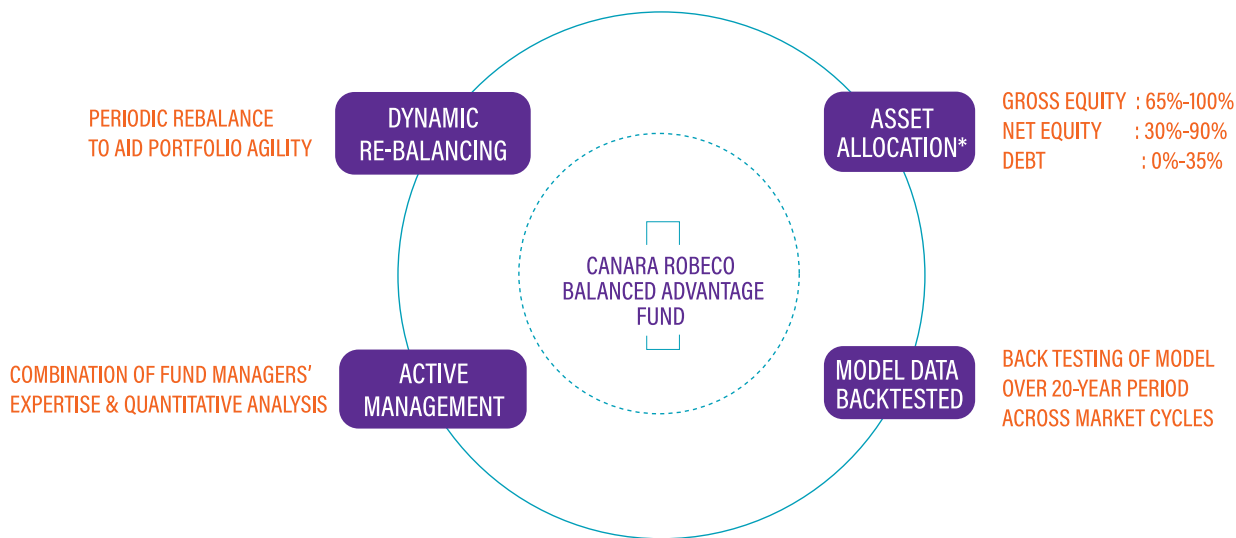 PERIODIC REBALANCE
TO AID PORTFOLIO AGILITY
DYNAMIC
RE-BALANCING
ASSET
ALLOCATION*
GROSS EQUITY : 65%-100%
NET EQUITY : 30%-90%
DEBT : 0%-35%
CANARA ROBECO
BALANCED ADVANTAGE
FUND
COMBINATION OF FUND MANAGERS’
EXPERTISE & QUANTITATIVE ANALYSIS
ACTIVE
MANAGEMENT
MODEL DATA
BACKTESTED
BACK TESTING OF MODEL
OVER 20-YEAR PERIOD
ACROSS MARKET CYCLES